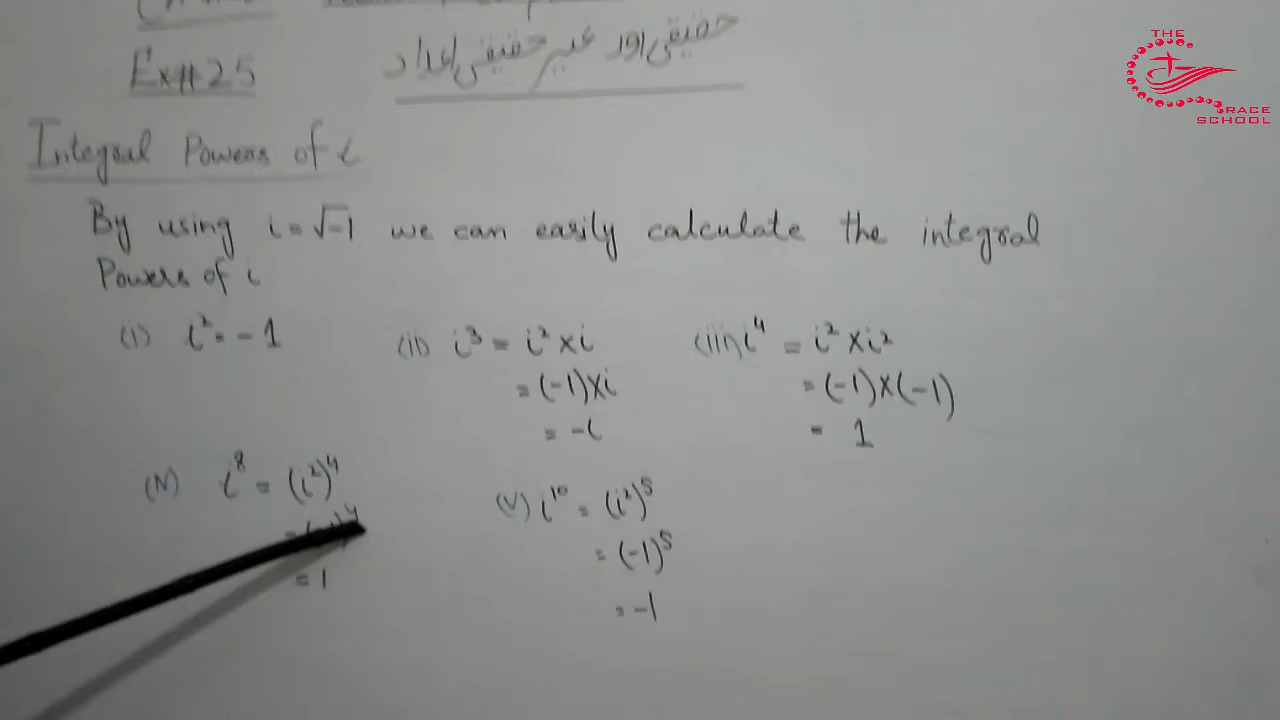 Ex# 25
حقیقی اور غیر حقیقی اعداد
Integral Powers of i
By using i = √-1 we can easily calculate the integral
Powers of i
(i) i² = -1
(ii) i³ = i² x i
= (-1) x i
= -i
(iii) i⁴ = i² x i²
= (-1) x (-1)
= 1
(iv) i⁸ = (i²)⁴
= 1
(v) i¹⁰ = (i²)⁵
= (-1)⁵
= -1
THE
GRACE
SCHOOL